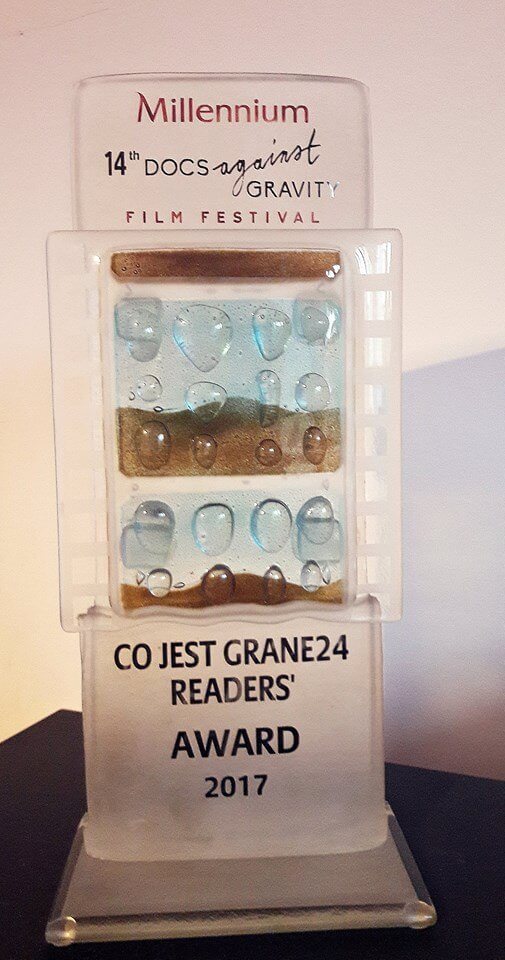 Millennium
14th DOCS against
GRAVITY
FILM FESTIVAL
CO JEST GRANE24
READERS'
AWARD
2017